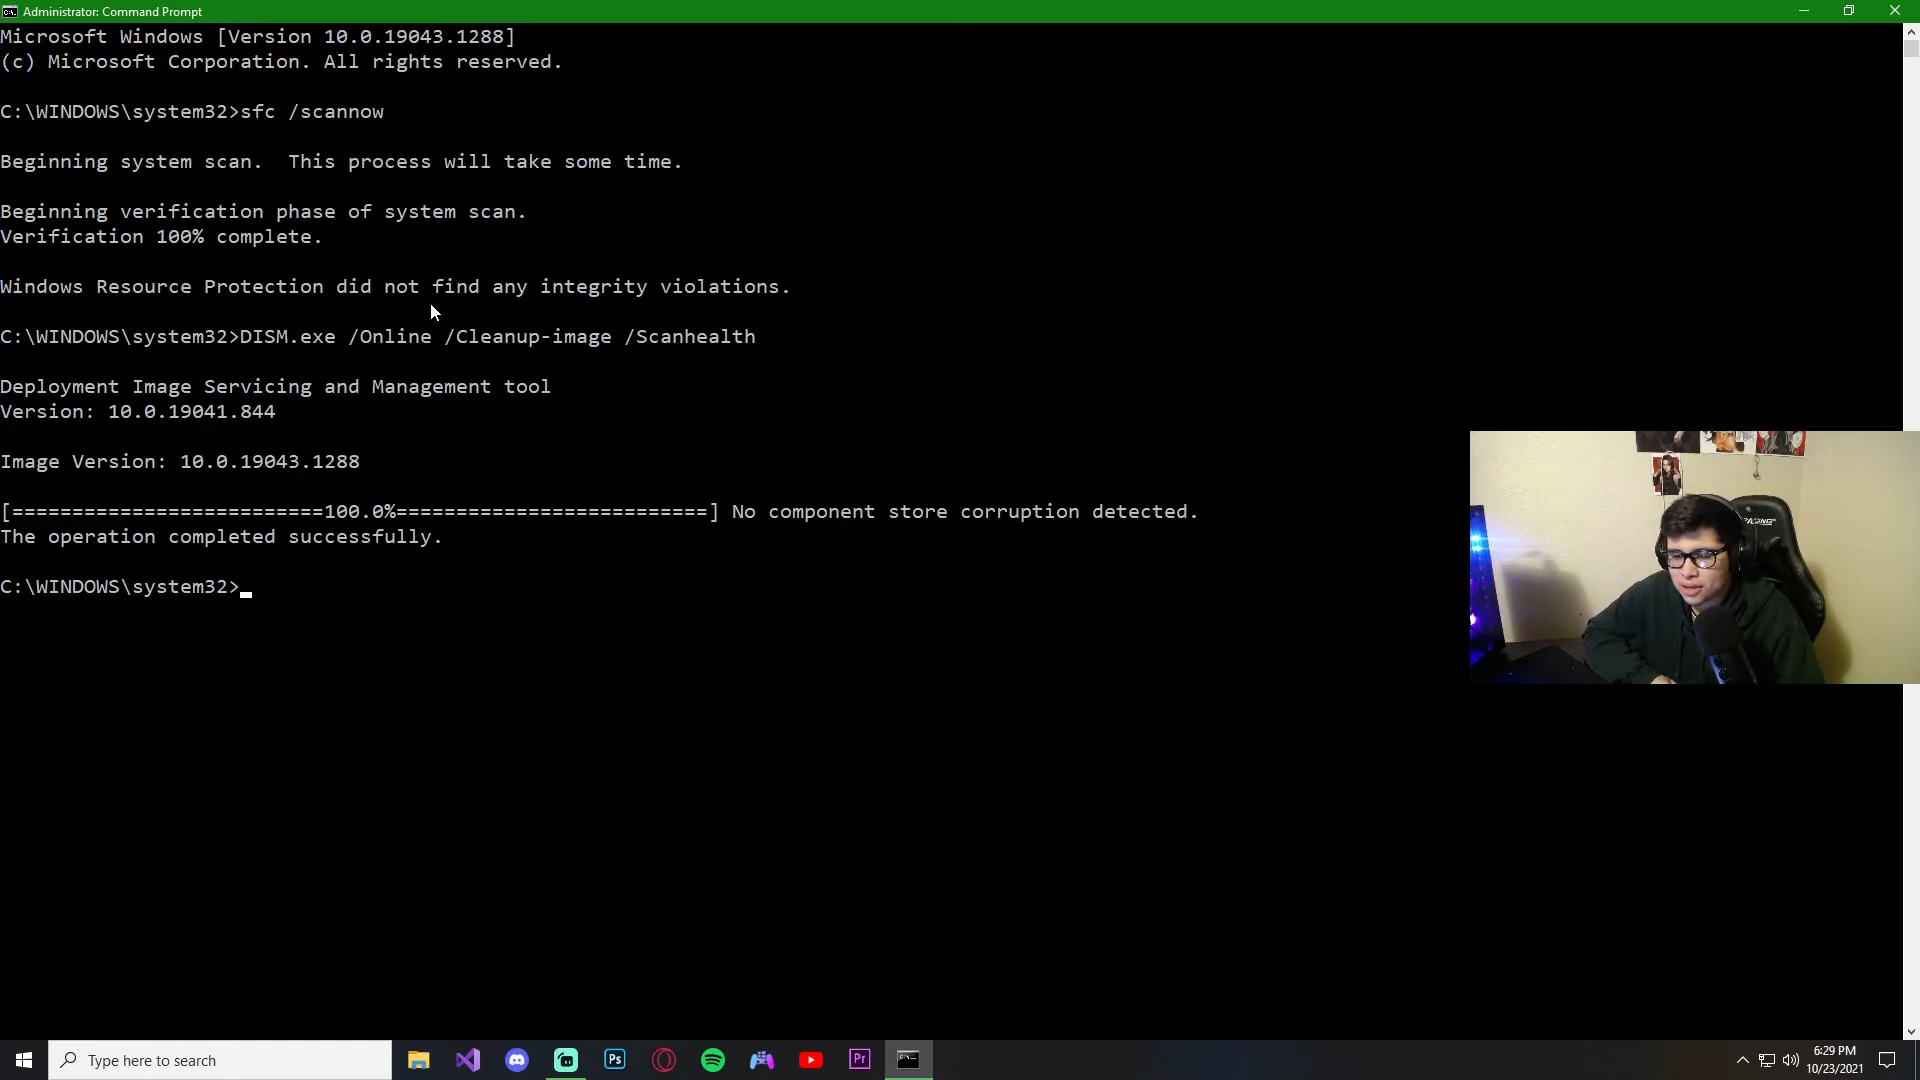 Administrator: Command Prompt
Microsoft Windows [Version 10.0.19043.1288]
(c) Microsoft Corporation. All rights reserved.
C:\WINDOWS\system32>sfc /scannow
Beginning system scan.  This process will take some time.
Beginning verification phase of system scan.
Verification 100% complete.
Windows Resource Protection did not find any integrity violations.
C:\WINDOWS\system32>DISM.exe /Online /Cleanup-image /Scanhealth
Deployment Image Servicing and Management tool
Version: 10.0.19041.844
Image Version: 10.0.19043.1288
[==========================100.0%==========================] No component store corruption detected.
The operation completed successfully.
C:\WINDOWS\system32>
Type here to search
Ps
Pr
6:29 PM
10/23/2021